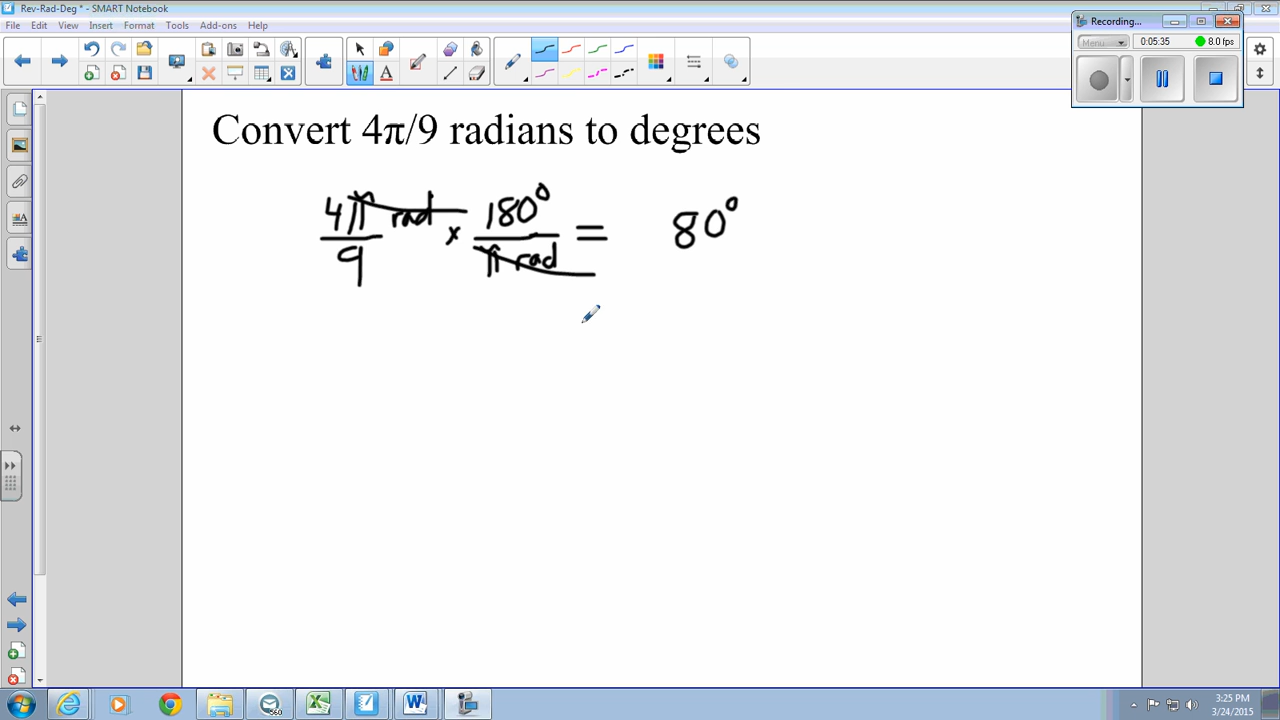 Rev-Rad-Deg * - SMART Notebook
File Edit View Insert Format Tools Add-ons Help
Recording...
Menu 0:05:35 8.0 fps
Convert 4π/9 radians to degrees
4π rad × 180° = 80°
9 π rad
360
3:25 PM
3/24/2015